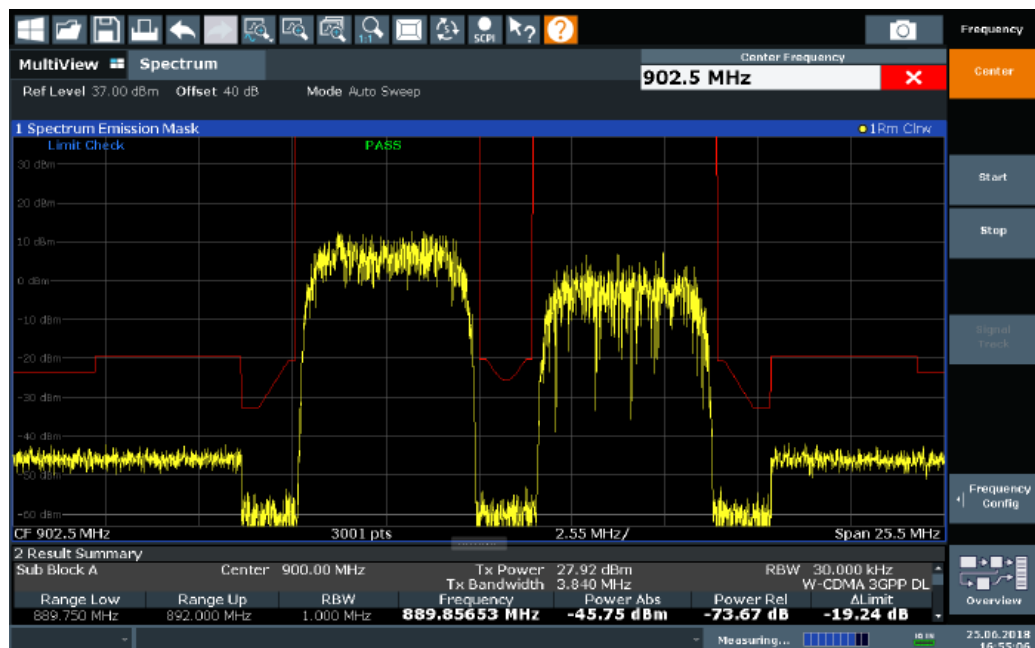 1:1
SCPI
?
?
Frequency
MultiView
Spectrum
Center Frequency
902.5 MHz
Center
Ref Level 37.00 dBm Offset 40 dB Mode Auto Sweep
1 Spectrum Emission Mask
1Rm Clrw
Limit Check
PASS
30 dBm
20 dBm
10 dBm
0 dBm
-10 dBm
-20 dBm
-30 dBm
-40 dBm
-50 dBm
-60 dBm
Start
Stop
Signal
Track
Frequency
Config
CF 902.5 MHz 3001 pts 2.55 MHz/ Span 25.5 MHz
2 Result Summary
Sub Block A Center 900.00 MHz Tx Power 27.92 dBm RBW 30.000 kHz
Tx Bandwidth 3.840 MHz W-CDMA 3GPP DL
Range Low Range Up RBW Frequency Power Abs Power Rel ΔLimit
889.750 MHz 892.000 MHz 1.000 MHz 889.85653 MHz -45.75 dBm -73.67 dB -19.24 dB
Overview
Measuring...
25.06.2018
16:55:06